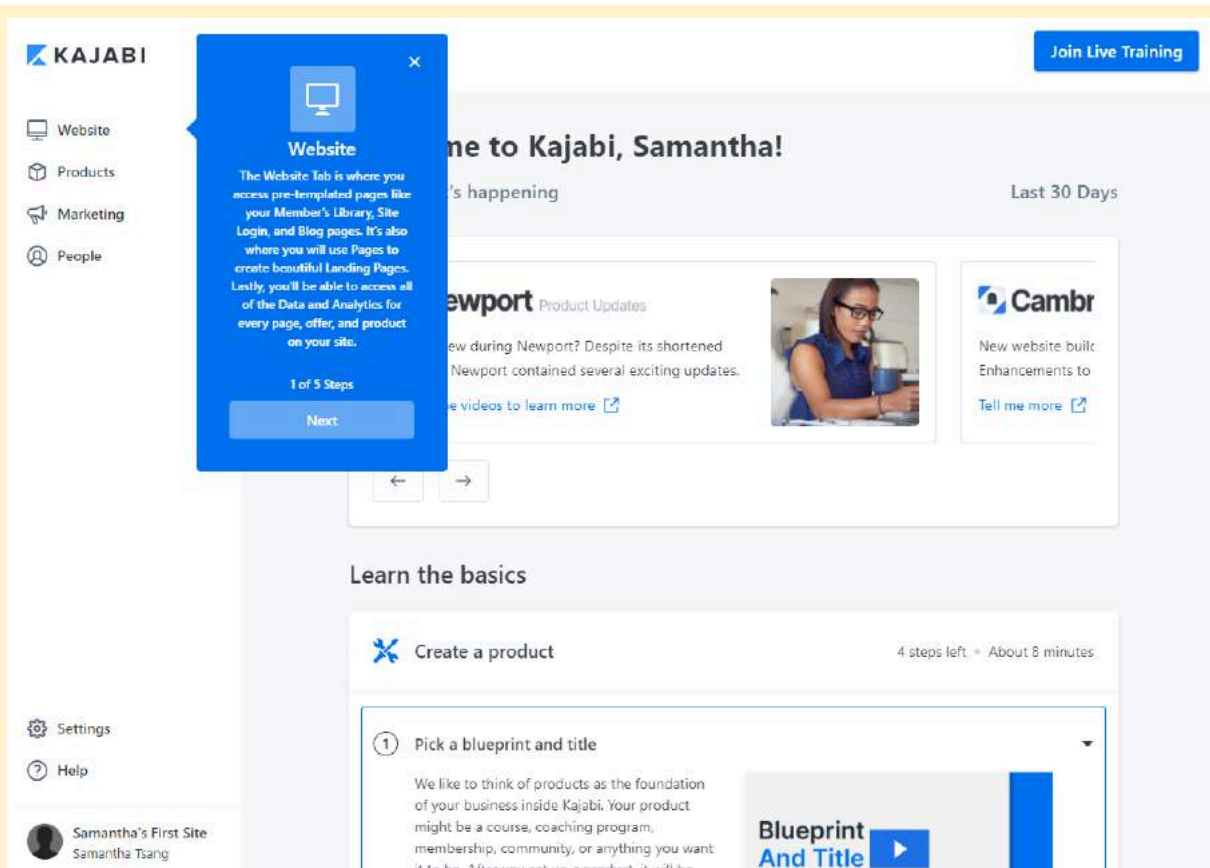 KAJABI
Join Live Training
Website
Products
Marketing
People
Website
The Website Tab is where you
access pre-templated pages like
your Member's Library, Site
Login, and Blog pages. It's also
where you will use Pages to
create beautiful Landing Pages.
Lastly, you'll be able to access all
of the Data and Analytics for
every page, offer, and product
on your site.
1 of 5 Steps
Next
me to Kajabi, Samantha!
's happening
Last 30 Days
ewport Product Updates
ew during Newport? Despite its shortened
Newport contained several exciting updates.
e videos to learn more
Cambr
New website builc
Enhancements to
Tell me more
Learn the basics
Create a product
4 steps left • About 8 minutes
1 Pick a blueprint and title
We like to think of products as the foundation
of your business inside Kajabi. Your product
might be a course, coaching program,
membership, community, or anything you want
Blueprint
And Title
Settings
Help
Samantha's First Site
Samantha Tsang